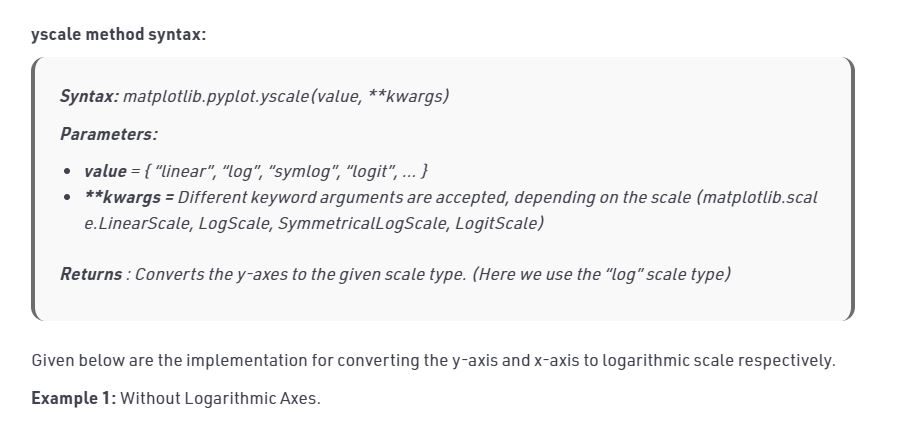 yscale method syntax:
Syntax: matplotlib.pyplot.yscale(value, **kwargs)
Parameters:
• value = { “linear”, “log”, “symlog”, “logit”, … }
• **kwargs = Different keyword arguments are accepted, depending on the scale (matplotlib.scal
e.LinearScale, LogScale, SymmetricalLogScale, LogitScale)
Returns : Converts the y-axes to the given scale type. (Here we use the “log” scale type)
Given below are the implementation for converting the y-axis and x-axis to logarithmic scale respectively.
Example 1: Without Logarithmic Axes.